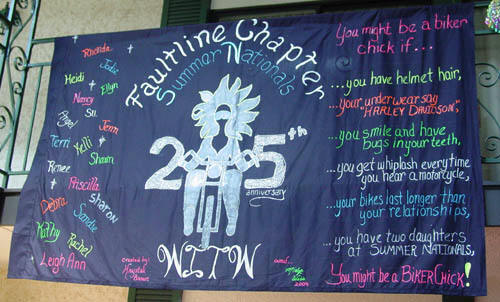 Rhonda
Jodie
Heidi
Ellyn
Nancy
Su
Angel
Jenn
Terri
Kelli
Renee
Shawn
Priscilla
Debra
Sharon
Sandie
Kathy
Rachel
Leigh Ann
Faultline Chapter
Summer Nationals
25th
anniversary
WITW
created by:
You might be a biker
chick if...
...you have helmet hair,
...your underwear say
"HARLEY DAVIDSON",
...you smile and have
bugs in your teeth,
...you get whiplash every time
you hear a motorcycle,
...your bikes last longer than
your relationships,
...you have two daughters
at SUMMER NATIONALS,
You might be a BIKER CHICK!